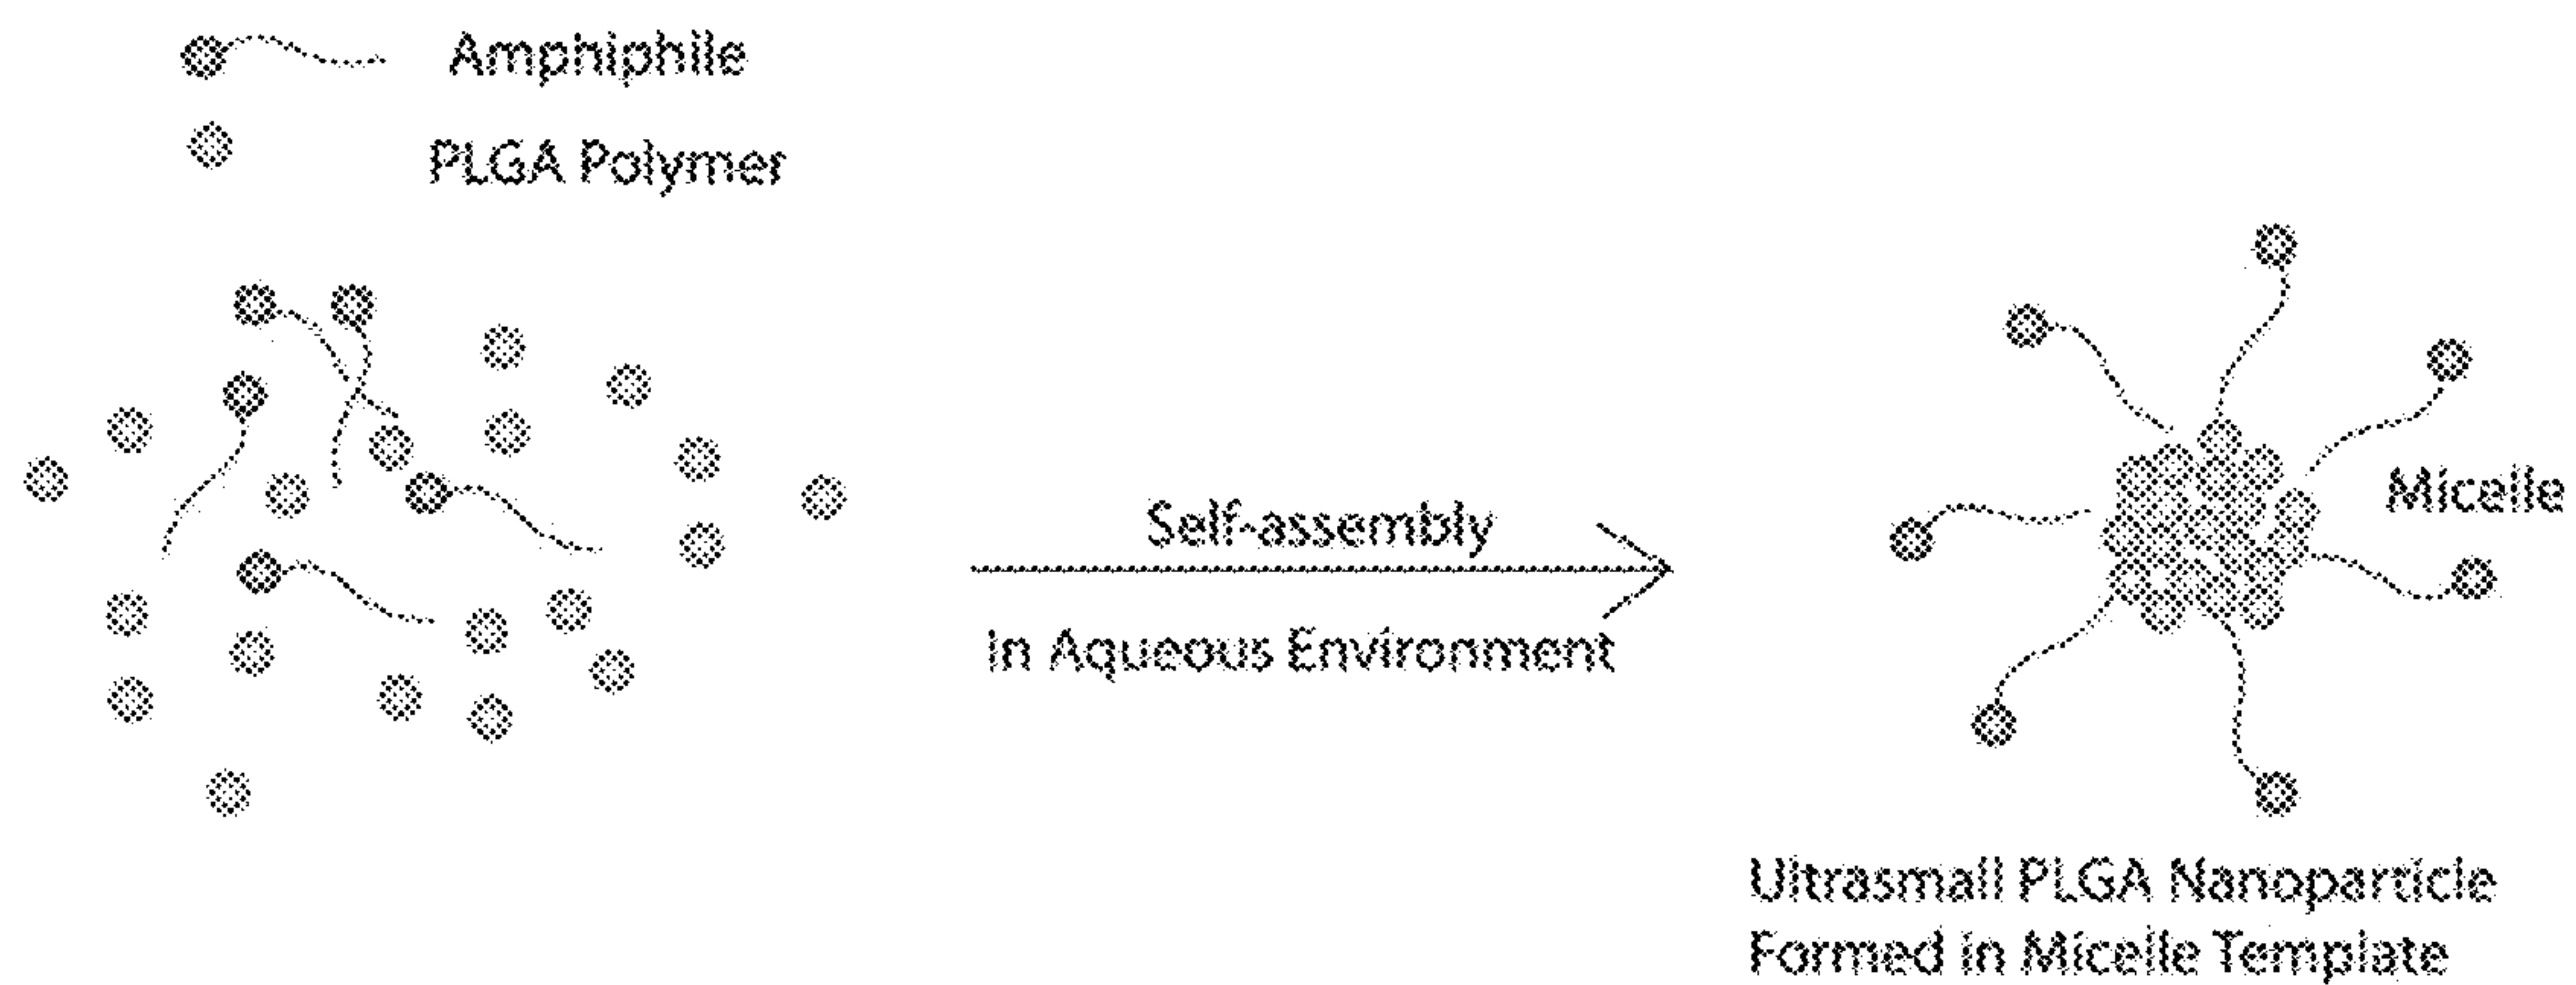 Amphiphile
PLGA Polymer
Self-assembly
in Aqueous Environment
Micelle
Ultrasmall PLGA Nanoparticle
Formed in Micelle Template